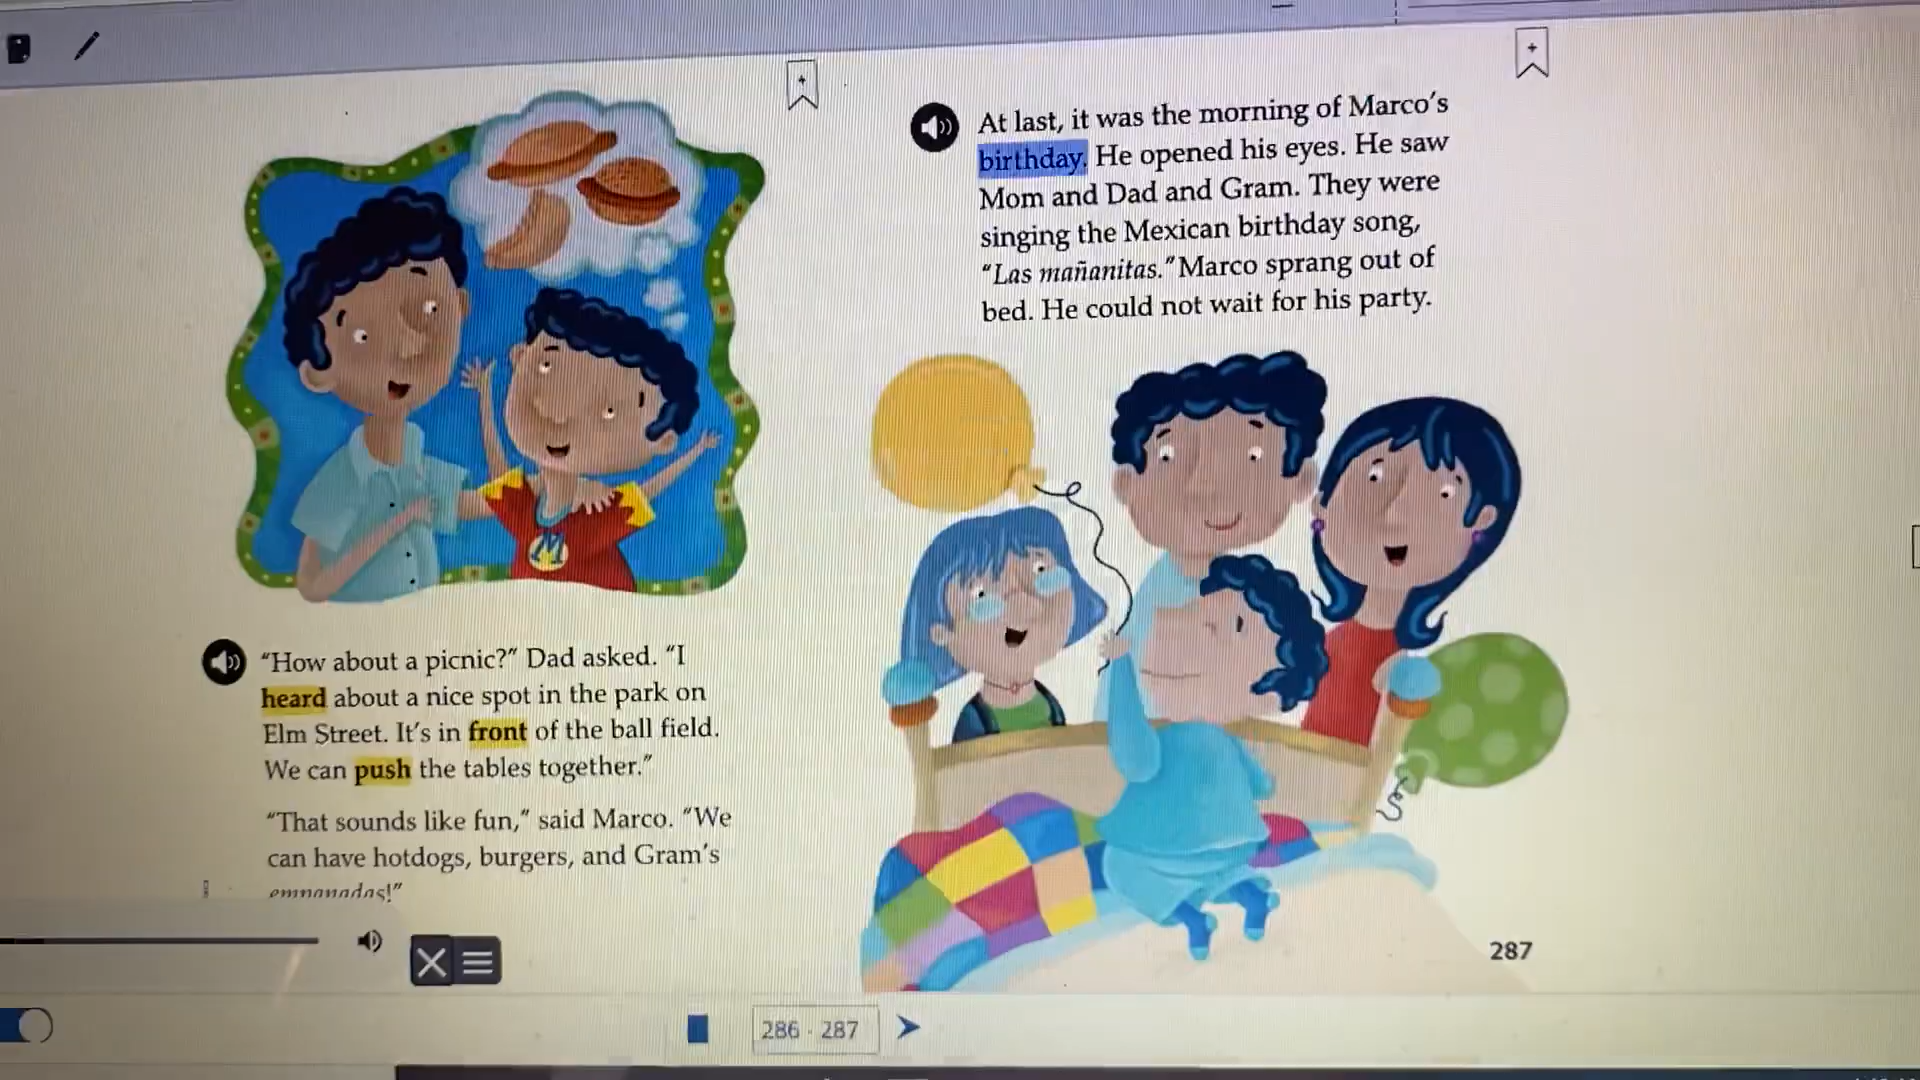 “How about a picnic?” Dad asked. “I
heard about a nice spot in the park on
Elm Street. It’s in front of the ball field.
We can push the tables together.”
“That sounds like fun,” said Marco. “We
can have hotdogs, burgers, and Gram’s
empanadas!”
M
At last, it was the morning of Marco’s
birthday. He opened his eyes. He saw
Mom and Dad and Gram. They were
singing the Mexican birthday song,
“Las mañanitas.” Marco sprang out of
bed. He could not wait for his party.
287
286 - 287